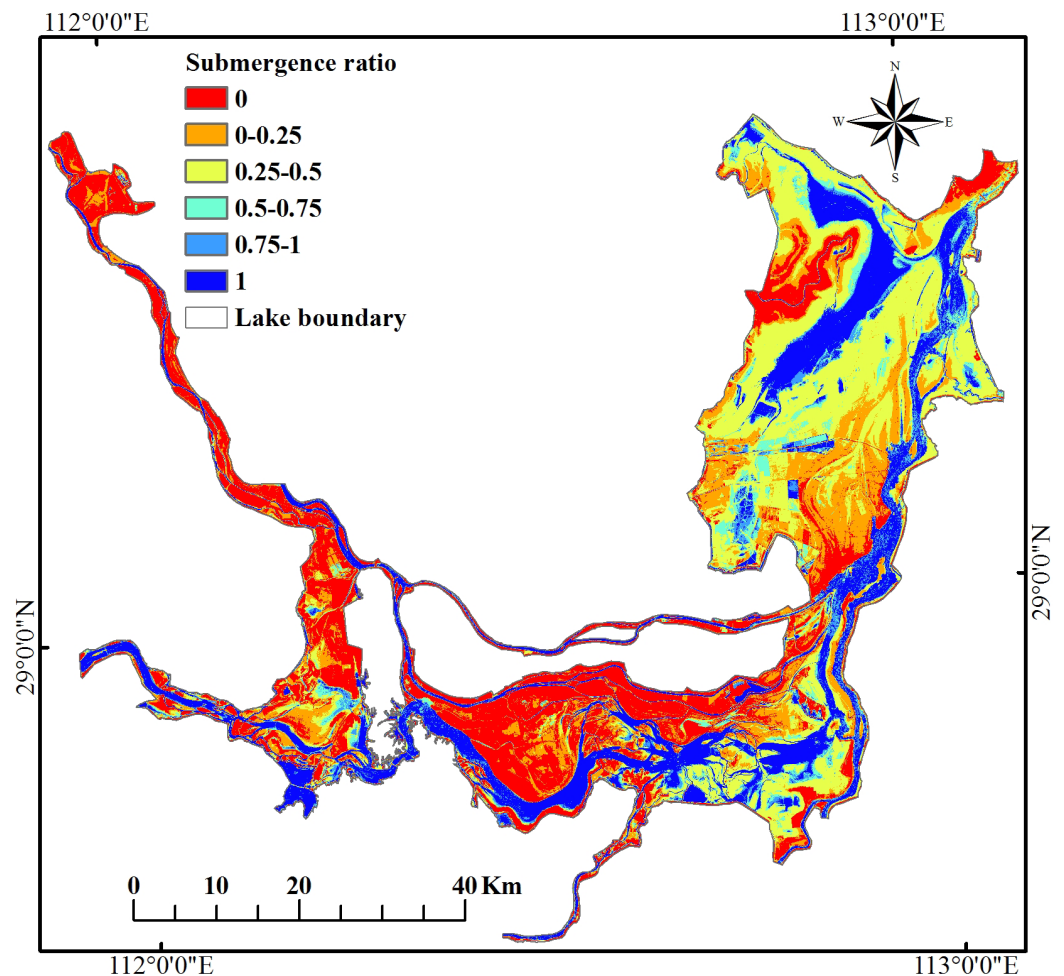 112°0'0"E 113°0'0"E
Submergence ratio
0
0-0.25
0.25-0.5
0.5-0.75
0.75-1
1
Lake boundary
N
W E
S
29°0'0"N
29°0'0"N
0 10 20 40 Km
112°0'0"E 113°0'0"E